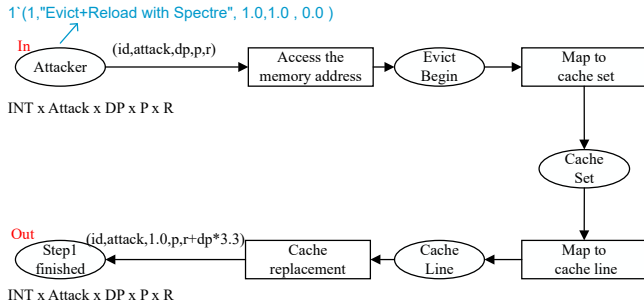 1`(1,"Evict+Reload with Spectre", 1.0,1.0 , 0.0 )
In
Attacker
(id,attack,dp,p,r)
Access the
memory address
Evict
Begin
Map to
cache set
INT x Attack x DP x P x R
Cache
Set
Out
Step1
finished
(id,attack,1.0,p,r+dp*3.3)
Cache
replacement
Cache
Line
Map to
cache line
INT x Attack x DP x P x R